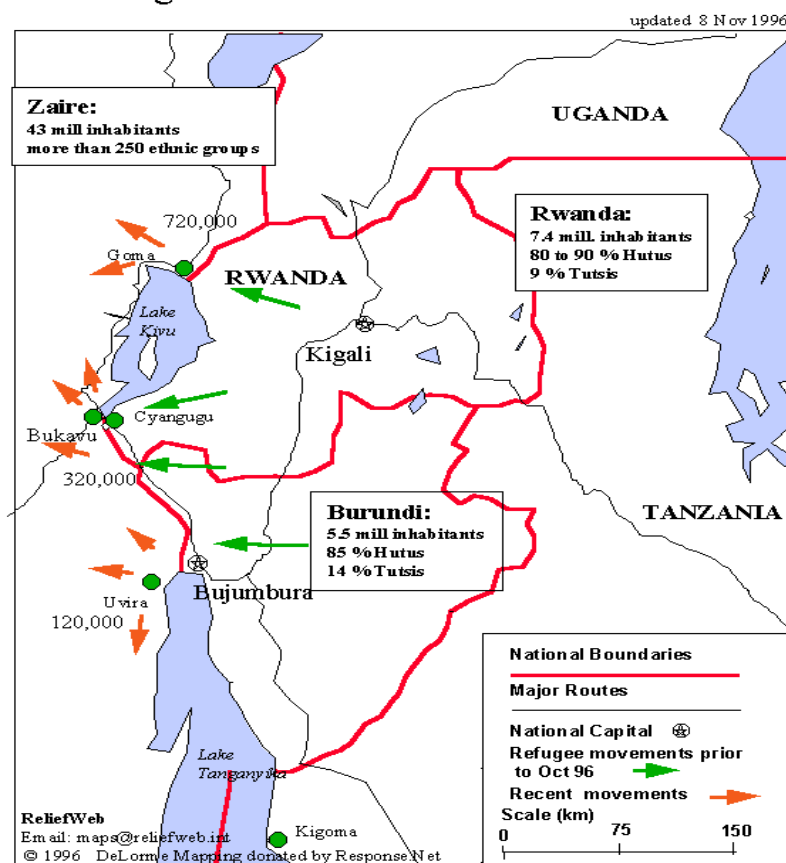 updated 8 Nov 1996
Zaire:
43 mill inhabitants
more than 250 ethnic groups
UGANDA
Rwanda:
7.4 mill. inhabitants
80 to 90 % Hutus
9 % Tutsis
720,000
Goma
RWANDA
Lake
Kivu
Kigali
Cyangugu
Bukavu
320,000
Burundi:
5.5 mill inhabitants
85 % Hutus
14 % Tutsis
TANZANIA
Bujumbura
Uvira
120,000
Lake
Tanganyika
Kigoma
National Boundaries
Major Routes
National Capital
Refugee movements prior
to Oct 96
Recent movements
Scale (km)
0 75 150
ReliefWeb
Email: maps@reliefweb.int
© 1996 DeLorme Mapping donated by Response.Net